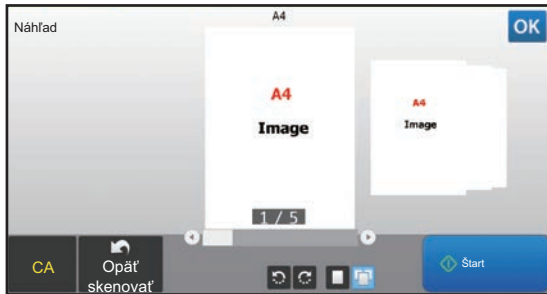 A4
Náhľad
OK
A4
Image
A4
Image
1 / 5
CA
Opäť
skenovať
Štart